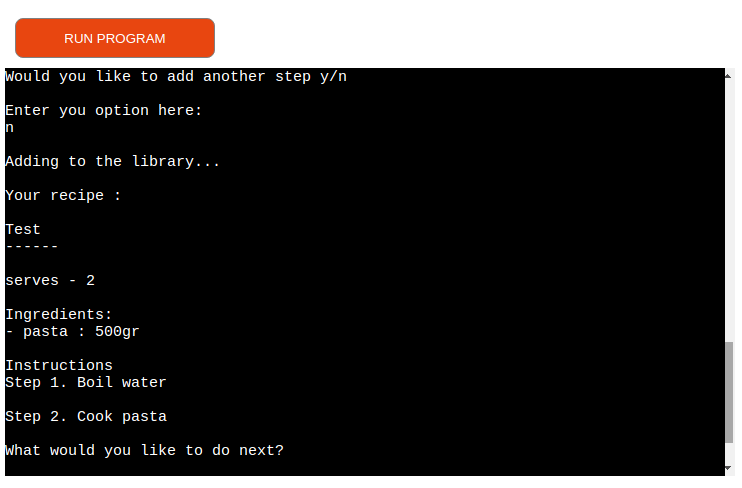 RUN PROGRAM
Would you like to add another step y/n
Enter you option here:
n
Adding to the library...
Your recipe :
Test
------
serves - 2
Ingredients:
- pasta : 500gr
Instructions
Step 1. Boil water
Step 2. Cook pasta
What would you like to do next?